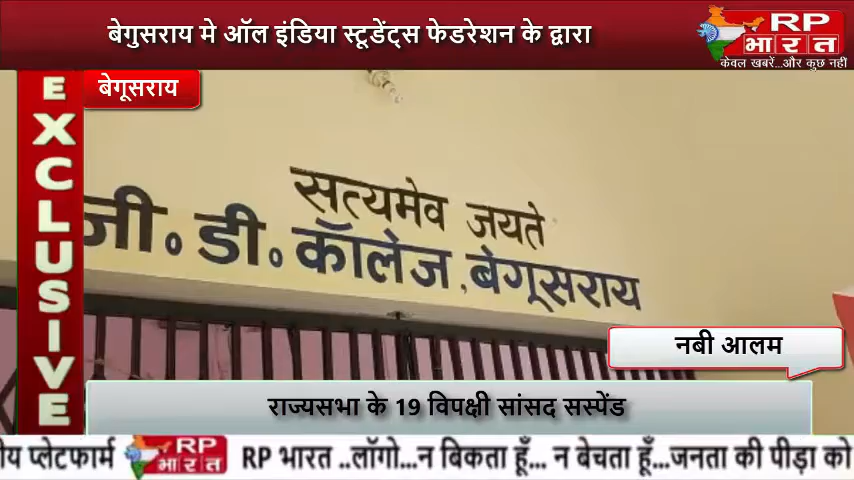 बेगुसराय मे ऑल इंडिया स्टूडेंट्स फेडरेशन के द्वारा
RP
भारत
केवल खबरें...और कुछ नहीं
EXCLUSIVE
बेगूसराय
सत्यमेव जयते
जी. डी. कॉलेज, बेगूसराय
नबी आलम
राज्यसभा के 19 विपक्षी सांसद सस्पेंड
य प्लेटफार्म RP भारत RP भारत ..लॉगो...न बिकता हूँ... न बेचता हूँ...जनता की पीड़ा को